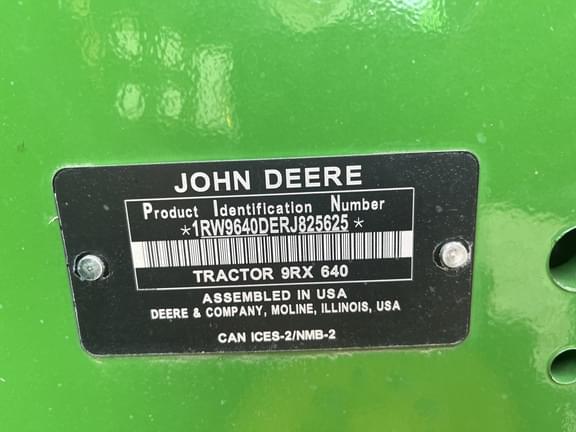 JOHN DEERE
Product Identification Number
*1RW9640DERJ825625*
TRACTOR 9RX 640
ASSEMBLED IN USA
DEERE & COMPANY, MOLINE, ILLINOIS, USA
CAN ICES-2/NMB-2